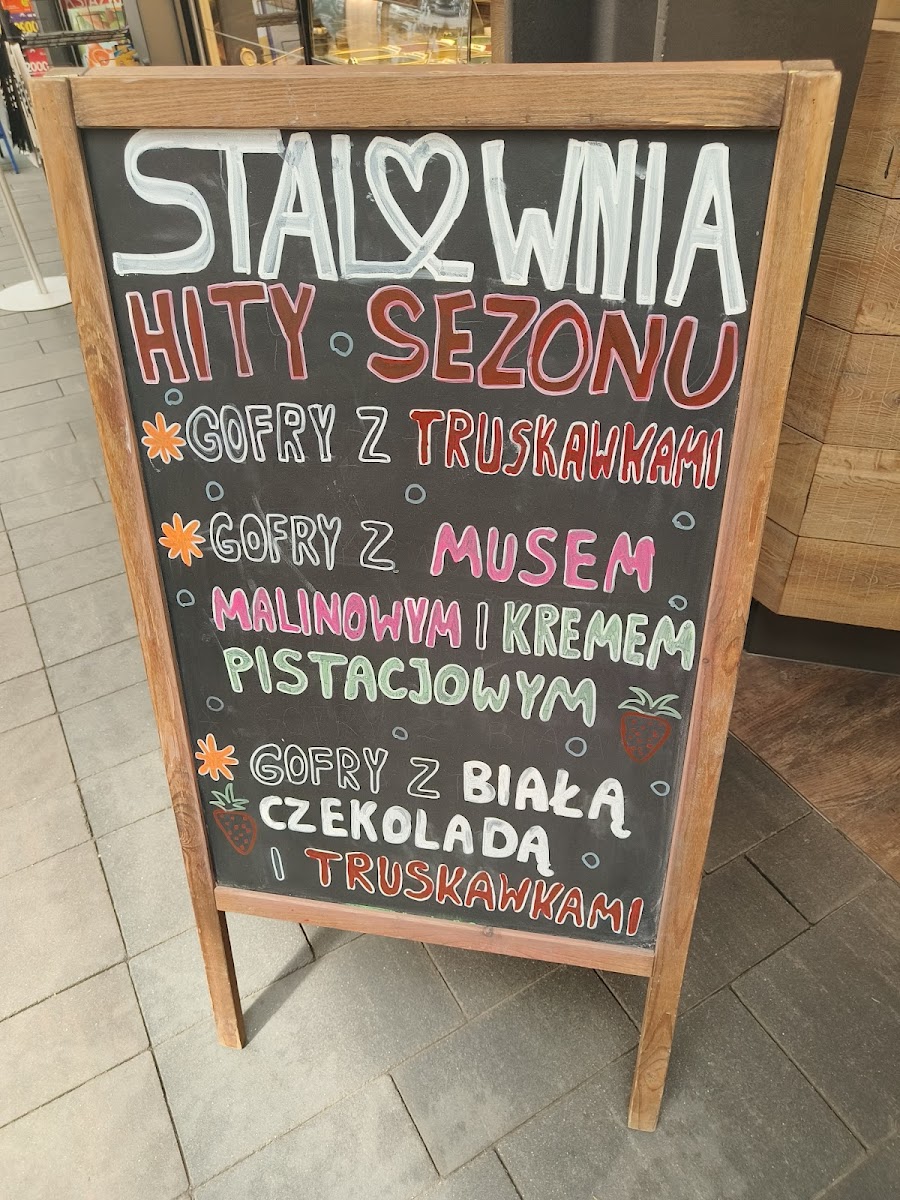 STALOWNIA
HITY SEZONU
GOFRY Z TRUSKAWKAMI
GOFRY Z MUSEM
MALINOWYM I KREMEM
PISTACJOWYM
GOFRY Z BIAŁĄ
CZEKOLADĄ
I TRUSKAWKAMI